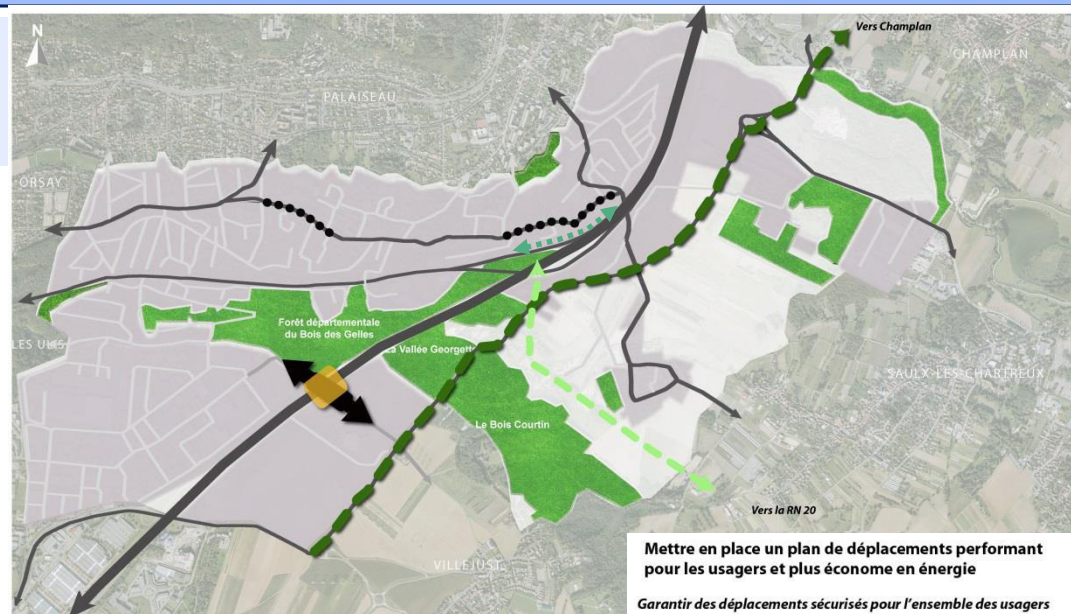 N
Vers Champlan
CHAMPLAN
PALAISEAU
ORSAY
Forêt départementale
du Bois des Gelles
LES ULIS
La Vallée Georgette
SAULX-LES-CHARTREUX
Le Bois Courtin
Vers la RN 20
VILLEJUST
Mettre en place un plan de déplacements performant
pour les usagers et plus économe en énergie
Garantir des déplacements sécurisés pour l'ensemble des usagers